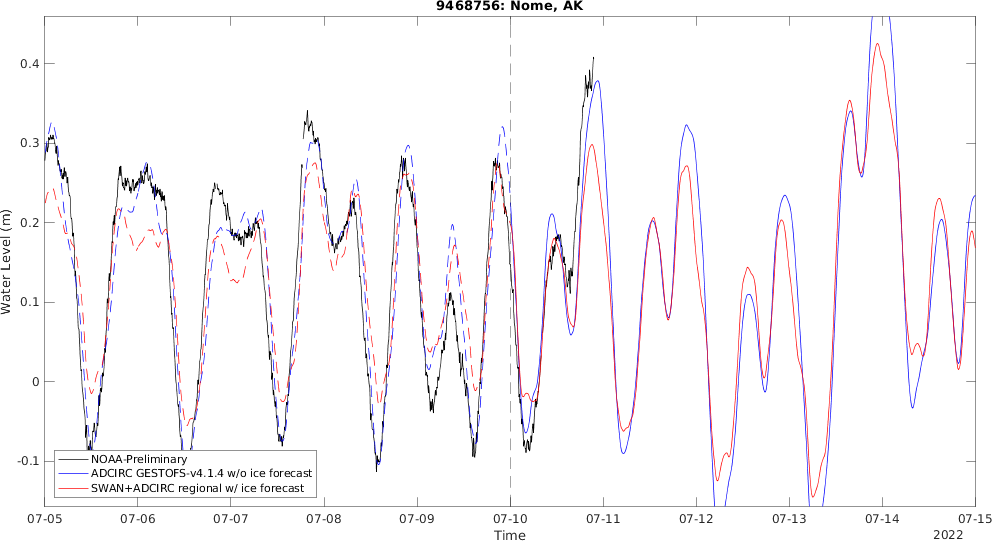 9468756: Nome, AK
Water Level (m)
0.4
0.3
0.2
0.1
0
-0.1
NOAA-Preliminary
ADCIRC GESTOFS-v4.1.4 w/o ice forecast
SWAN+ADCIRC regional w/ ice forecast
07-05 07-06 07-07 07-08 07-09 07-10 07-11 07-12 07-13 07-14 07-15
Time
2022